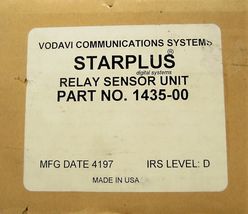 VODAVI COMMUNICATIONS SYSTEMS
STARPLUS®
digital systems
RELAY SENSOR UNIT
PART NO. 1435-00
MFG DATE 4197 IRS LEVEL: D
MADE IN USA